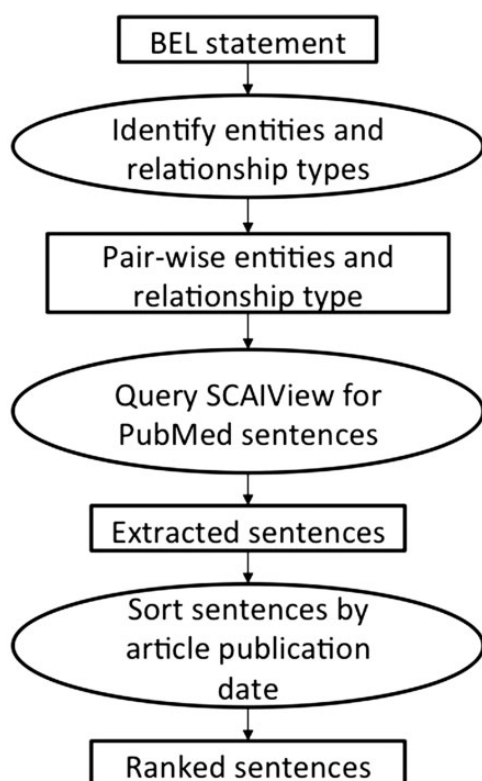 BEL statement
Identify entities and
relationship types
Pair-wise entities and
relationship type
Query SCAIView for
PubMed sentences
Extracted sentences
Sort sentences by
article publication
date
Ranked sentences